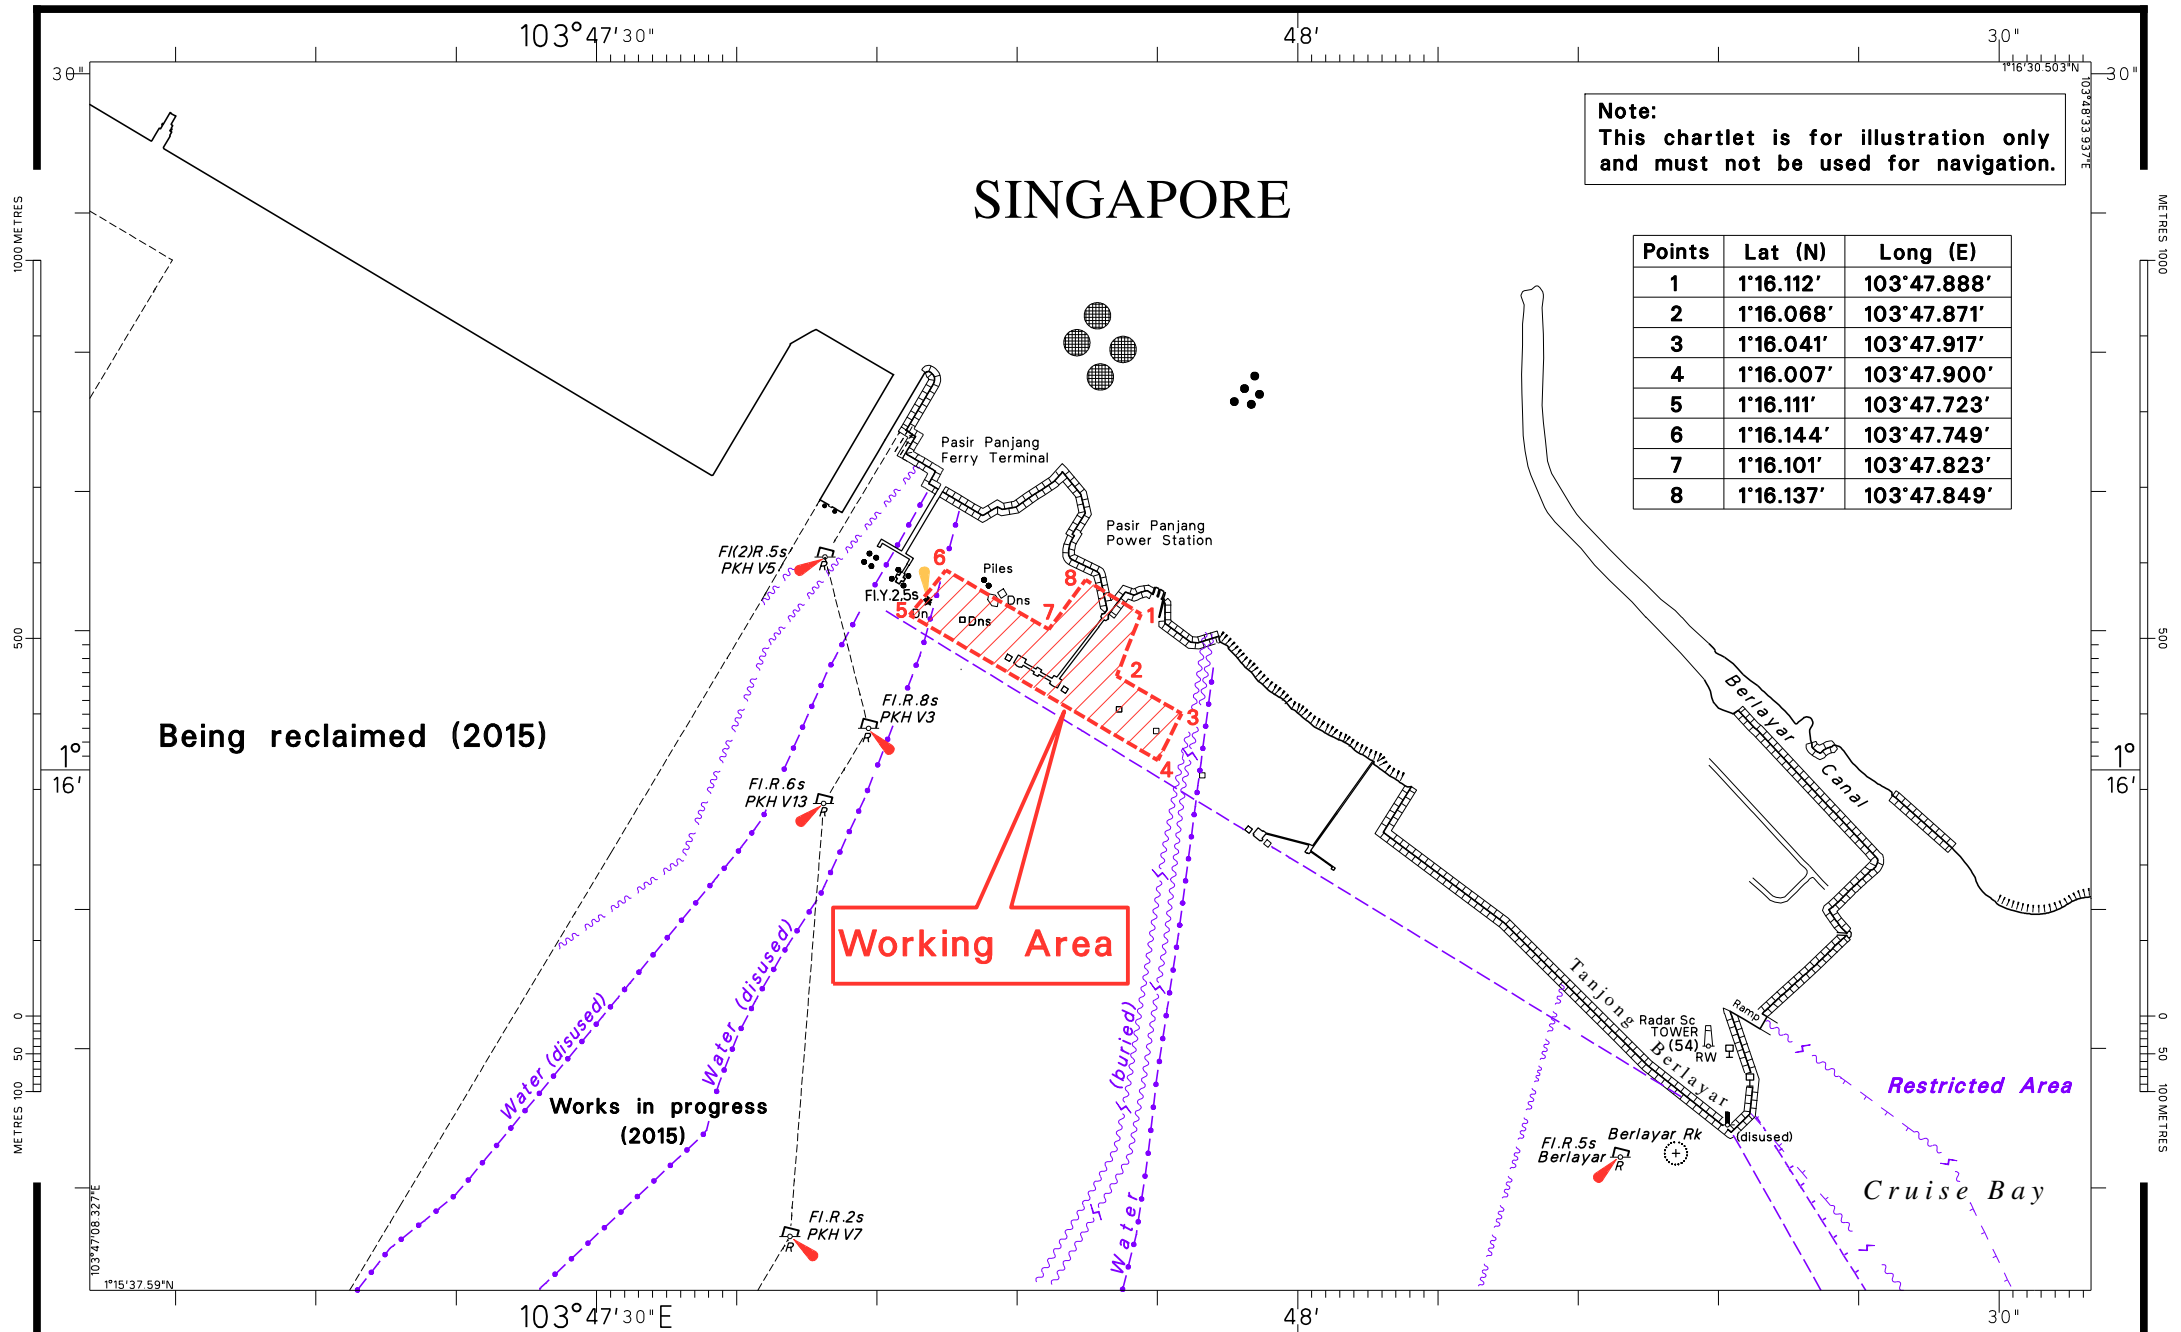 103°47'30"
48'
30"
30"
1°16'30.503"N
30"
103°48'33.937"E
Note:
This chartlet is for illustration only
and must not be used for navigation.
SINGAPORE
1000 METRES
METRES 1000
Points Lat (N) Long (E)
1 1°16.112′ 103°47.888′
2 1°16.068′ 103°47.871′
3 1°16.041′ 103°47.917′
4 1°16.007′ 103°47.900′
5 1°16.111′ 103°47.723′
6 1°16.144′ 103°47.749′
7 1°16.101′ 103°47.823′
8 1°16.137′ 103°47.849′
Pasir Panjang
Ferry Terminal
Pasir Panjang
Power Station
Fl(2)R.5s
PKH V5
R
6
Piles
8
Fl.Y.2.5s
Dns
5
Dn
Dns
7
1
500
500
2
Fl.R.8s
PKH V3
R
3
Being reclaimed (2015)
Berlayar
Canal
1°
16'
4
1°
16'
Fl.R.6s
PKH V13
R
Working Area
Water (disused)
Water (disused)
(buried)
Water
Tanjong
Berlayar
Ramp
Radar Sc
TOWER
(54)
RW
0
50
METRES 100
0
50
100 METRES
Works in progress
(2015)
Restricted Area
Berlayar Rk
(disused)
Fl.R.5s
Berlayar
R
Cruise Bay
Fl.R.2s
PKH V7
R
103°47'08.327"E
1°15'37.59"N
103°47'30"E
48'
30"